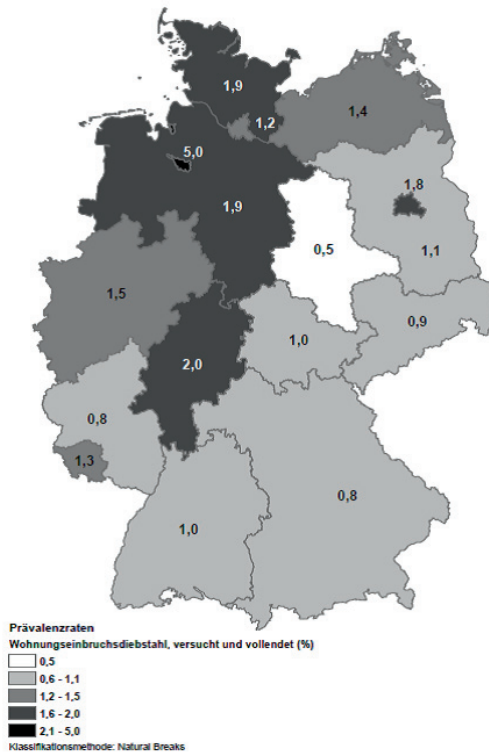 1,9
1,4
1,2
5,0
1,8
1,9
0,5
1,1
1,5
0,9
1,0
2,0
0,8
1,3
0,8
1,0
Prävalenzraten
Wohnungseinbruchsdiebstahl, versucht und vollendet (%)
0,5
0,6 - 1,1
1,2 - 1,5
1,6 - 2,0
2,1 - 5,0
Klassifikationsmethode: Natural Breaks